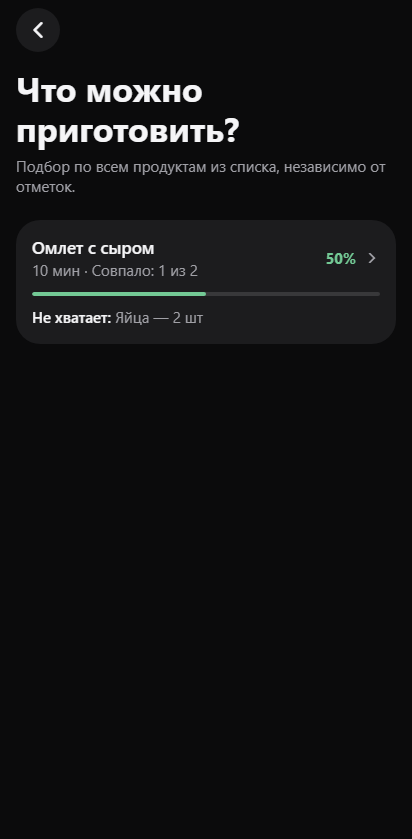 Что можно
приготовить?
Подбор по всем продуктам из списка, независимо от
отметок.
Омлет с сыром
10 мин · Совпало: 1 из 2
50%
Не хватает: Яйца — 2 шт